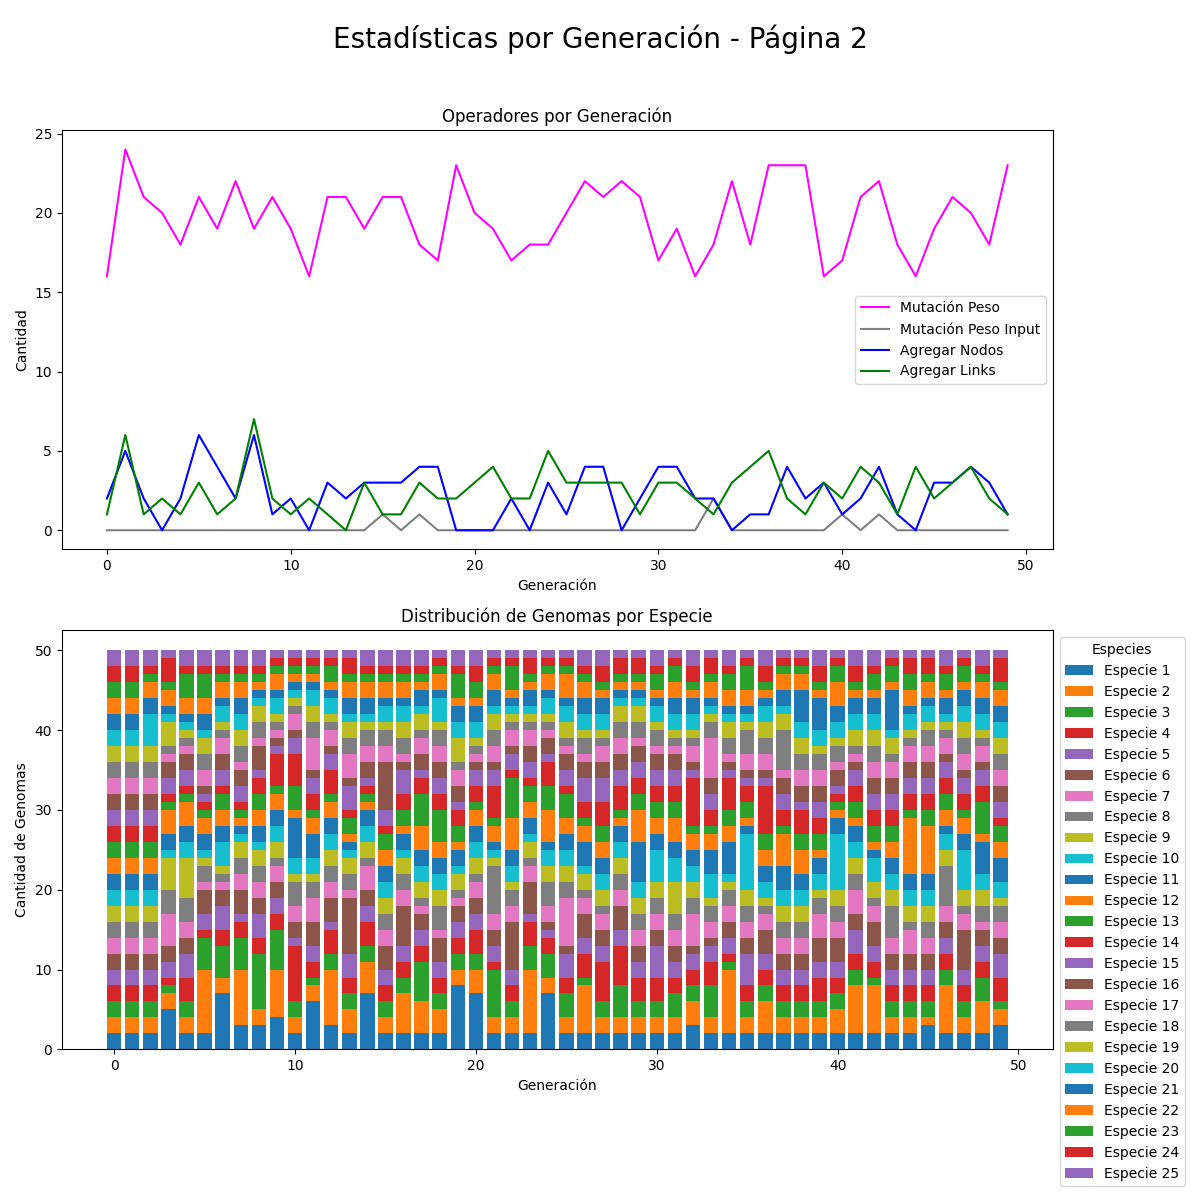 Estadísticas por Generación - Página 2
Operadores por Generación
25
20
15
10
5
0
Cantidad
Mutación Peso
Mutación Peso Input
Agregar Nodos
Agregar Links
0 10 20 30 40 50
Generación
Distribución de Genomas por Especie
50
40
30
20
10
0
Cantidad de Genomas
0 10 20 30 40 50
Generación
Especies
Especie 1
Especie 2
Especie 3
Especie 4
Especie 5
Especie 6
Especie 7
Especie 8
Especie 9
Especie 10
Especie 11
Especie 12
Especie 13
Especie 14
Especie 15
Especie 16
Especie 17
Especie 18
Especie 19
Especie 20
Especie 21
Especie 22
Especie 23
Especie 24
Especie 25